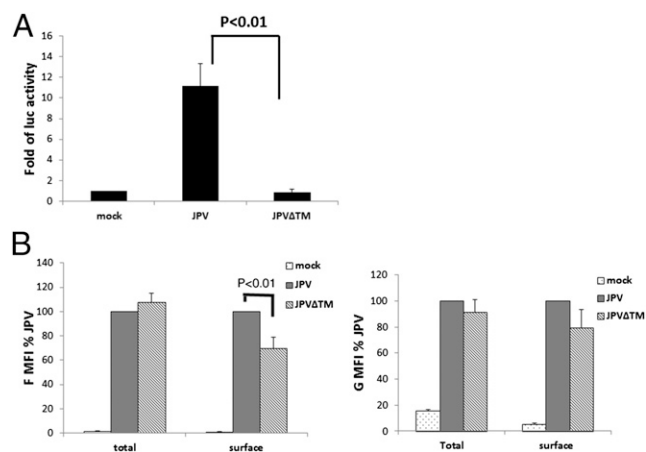 A
P<0.01
Fold of luc activity
16
14
12
10
8
6
4
2
0
mock
JPV
JPVΔTM
B
F MFI % JPV
140
120
100
80
60
40
20
0
total
surface
P<0.01
mock
JPV
JPVΔTM
G MFI % JPV
120
100
80
60
40
20
0
Total
surface
mock
JPV
JPVΔTM